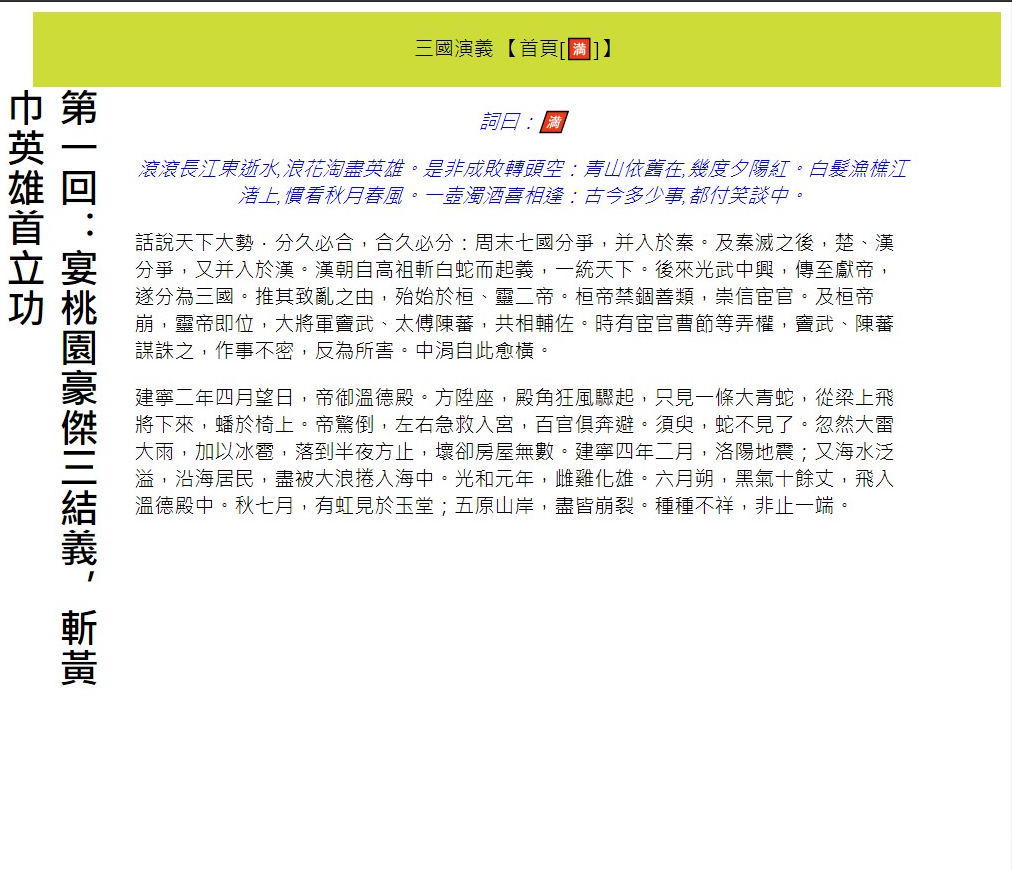 三國演義 【首頁[🈵]】
第一回：宴桃園豪傑三結義，斬黃
巾英雄首立功
詞曰：🈵
滾滾長江東逝水,浪花淘盡英雄。是非成敗轉頭空：青山依舊在,幾度夕陽紅。白髮漁樵江
渚上,慣看秋月春風。一壺濁酒喜相逢：古今多少事,都付笑談中。
話說天下大勢．分久必合，合久必分：周末七國分爭，并入於秦。及秦滅之後，楚、漢
分爭，又并入於漢。漢朝自高祖斬白蛇而起義，一統天下。後來光武中興，傳至獻帝，
遂分為三國。推其致亂之由，殆始於桓、靈二帝。桓帝禁錮善類，崇信宦官。及桓帝
崩，靈帝即位，大將軍竇武、太傅陳蕃，共相輔佐。時有宦官曹節等弄權，竇武、陳蕃
謀誅之，作事不密，反為所害。中涓自此愈橫。
建寧二年四月望日，帝御溫德殿。方陞座，殿角狂風驟起，只見一條大青蛇，從梁上飛
將下來，蟠於椅上。帝驚倒，左右急救入宮，百官俱奔避。須臾，蛇不見了。忽然大雷
大雨，加以冰雹，落到半夜方止，壞卻房屋無數。建寧四年二月，洛陽地震；又海水泛
溢，沿海居民，盡被大浪捲入海中。光和元年，雌雞化雄。六月朔，黑氣十餘丈，飛入
溫德殿中。秋七月，有虹見於玉堂；五原山岸，盡皆崩裂。種種不祥，非止一端。